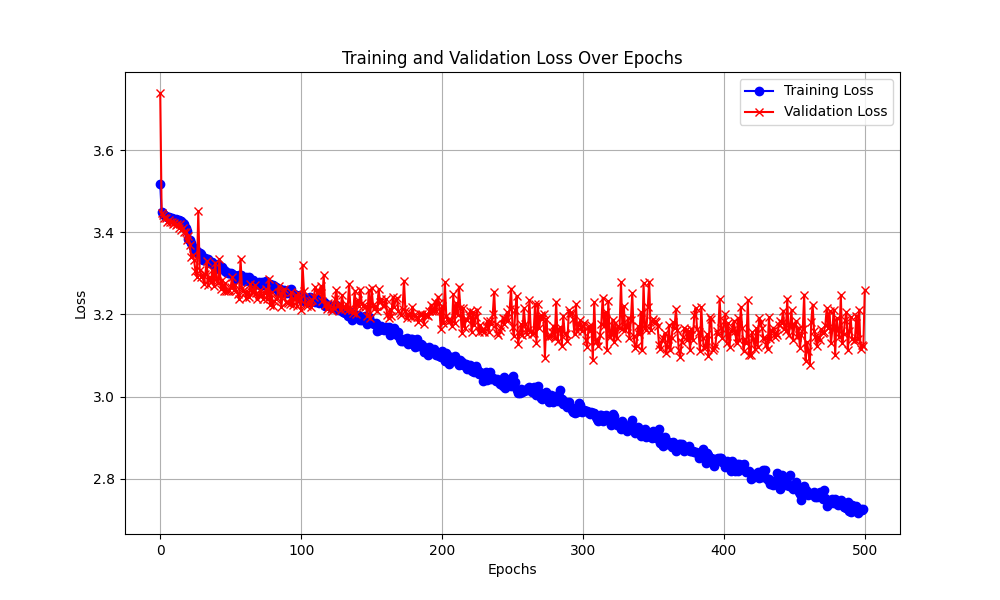 Training and Validation Loss Over Epochs
Training Loss
Validation Loss
3.6
3.4
3.2
3.0
2.8
Loss
0 100 200 300 400 500
Epochs